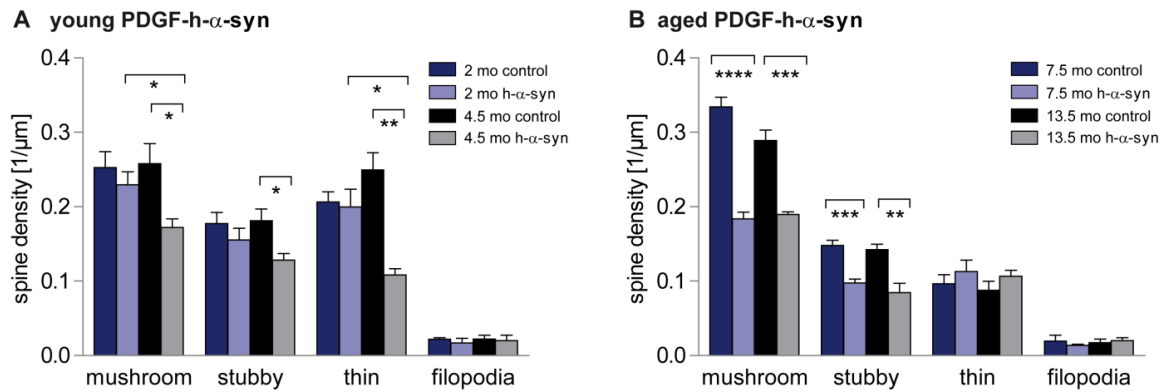 A young PDGF-h-α-syn
spine density [1/µm]
0.4
0.3
0.2
0.1
0.0
2 mo control
2 mo h-α-syn
4.5 mo control
4.5 mo h-α-syn
*
*
*
*
**
mushroom stubby thin filopodia
B aged PDGF-h-α-syn
spine density [1/µm]
0.4
0.3
0.2
0.1
0.0
7.5 mo control
7.5 mo h-α-syn
13.5 mo control
13.5 mo h-α-syn
**** ***
*** **
mushroom stubby thin filopodia